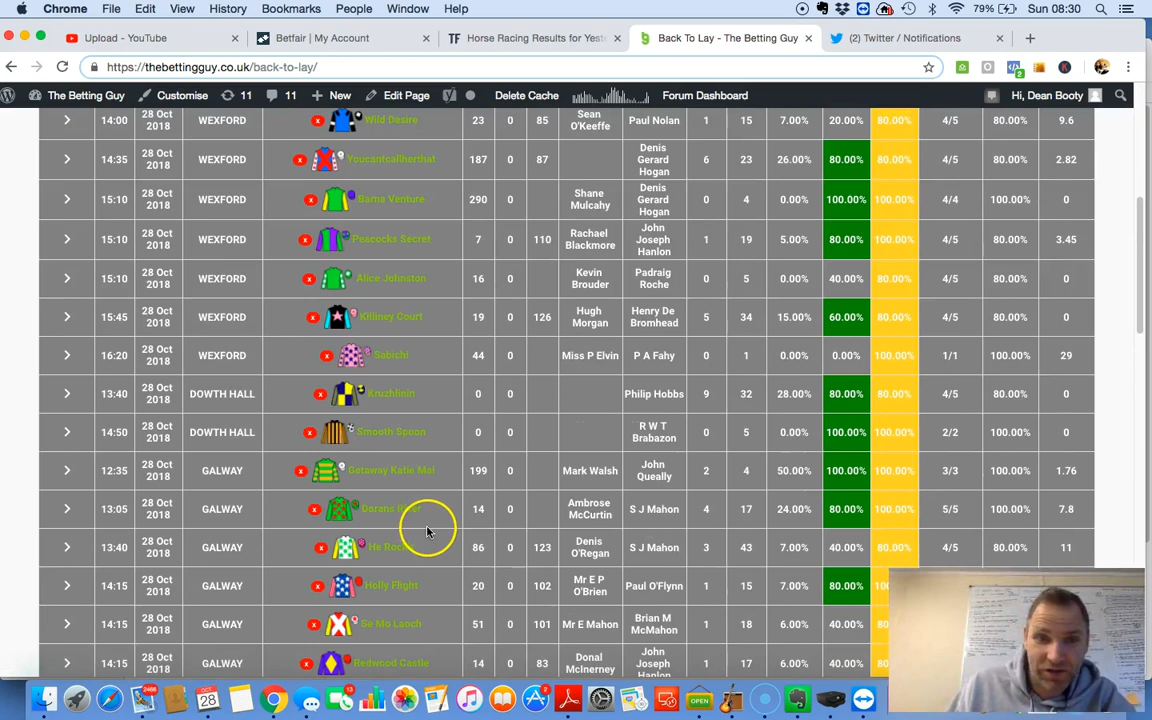 Chrome File Edit View History Bookmarks People Window Help 79% Sun 08:30
Upload - YouTube Betfair | My Account Horse Racing Results for Yest Back To Lay - The Betting Guy (2) Twitter / Notifications
https://thebettingguy.co.uk/back-to-lay/
The Betting Guy Customise 11 11 New Edit Page Delete Cache Forum Dashboard Hi, Dean Booty
14:00 28 Oct 2018 WEXFORD x Wild Desire 23 0 85 Sean O'Keeffe Paul Nolan 1 15 7.00% 20.00% 80.00% 4/5 80.00% 9.6
14:35 28 Oct 2018 WEXFORD x Youcantcallherthat 187 0 87 Denis Gerard Hogan 6 23 26.00% 80.00% 80.00% 4/5 80.00% 2.82
15:10 28 Oct 2018 WEXFORD x Barns Venture 290 0 Shane Mulcahy Denis Gerard Hogan 0 4 0.00% 100.00% 100.00% 4/4 100.00% 0
15:10 28 Oct 2018 WEXFORD x Peacocks Secret 7 0 110 Rachael Blackmore John Joseph Hanlon 1 19 5.00% 80.00% 100.00% 4/5 80.00% 3.45
15:10 28 Oct 2018 WEXFORD x Alice Johnston 16 0 Kevin Brouder Padraig Roche 0 5 0.00% 40.00% 80.00% 4/5 80.00% 0
15:45 28 Oct 2018 WEXFORD x Killiney Court 19 0 126 Hugh Morgan Henry De Bromhead 5 34 15.00% 60.00% 80.00% 4/5 80.00% 0
16:20 28 Oct 2018 WEXFORD x Sabichi 44 0 Miss P Elvin P A Fahy 0 1 0.00% 0.00% 100.00% 1/1 100.00% 29
13:40 28 Oct 2018 DOWTH HALL x Kruzhlinin 0 0 Philip Hobbs 9 32 28.00% 80.00% 80.00% 4/5 80.00% 0
14:50 28 Oct 2018 DOWTH HALL x Smooth Spoon 0 0 R W T Brabazon 0 5 0.00% 100.00% 100.00% 2/2 100.00% 0
12:35 28 Oct 2018 GALWAY x Getaway Katie Mai 199 0 Mark Walsh John Queally 2 4 50.00% 100.00% 100.00% 3/3 100.00% 1.76
13:05 28 Oct 2018 GALWAY x Dorans 14 0 Ambrose McCurtin S J Mahon 4 17 24.00% 80.00% 100.00% 5/5 100.00% 7.8
13:40 28 Oct 2018 GALWAY x He Rock 86 0 123 Denis O'Regan S J Mahon 3 43 7.00% 40.00% 80.00% 4/5 80.00% 11
14:15 28 Oct 2018 GALWAY x Holly Flight 20 0 102 Mr E P O'Brien Paul O'Flynn 1 15 7.00% 80.00%
14:15 28 Oct 2018 GALWAY x Se Mo Laoch 51 0 101 Mr E Mahon Brian M McMahon 1 18 6.00% 40.00%
14:15 28 Oct 2018 GALWAY x Redwood Castle 14 0 83 Donal McInerney John Joseph Hanlon 1 17 6.00% 40.00%
2466 OCT 28 13 2 OPEN